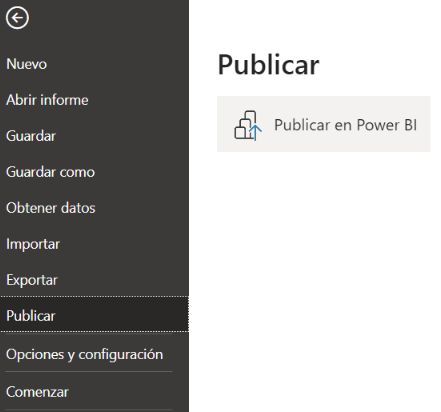 Nuevo
Abrir informe
Guardar
Guardar como
Obtener datos
Importar
Exportar
Publicar
Opciones y configuración
Comenzar
Publicar
Publicar en Power BI